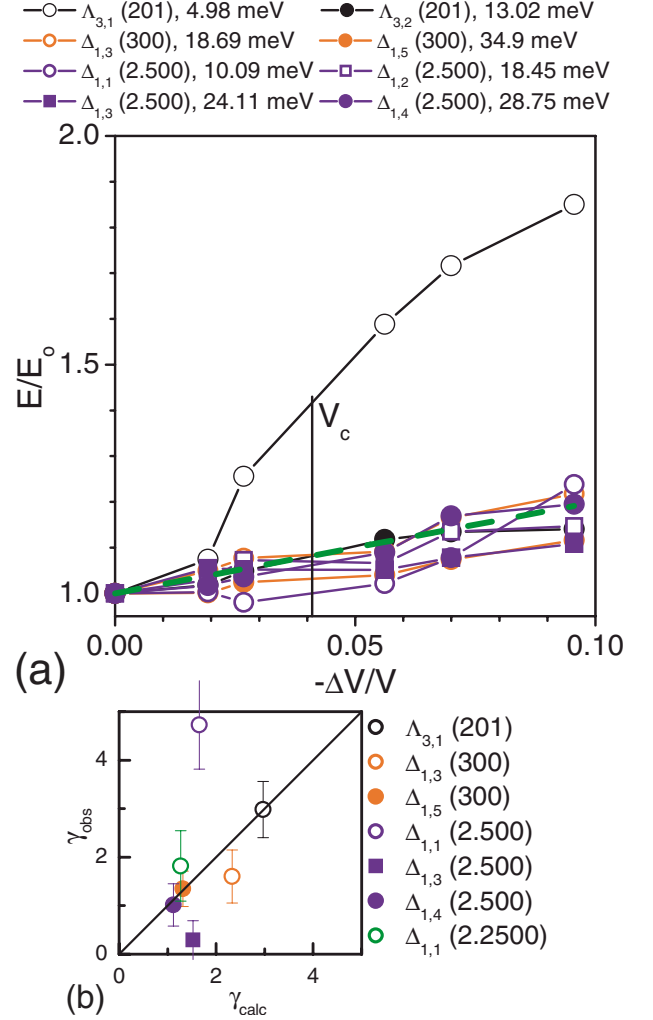 Λ3,1 (201), 4.98 meV Λ3,2 (201), 13.02 meV
Δ1,3 (300), 18.69 meV Δ1,5 (300), 34.9 meV
Δ1,1 (2.500), 10.09 meV Δ1,2 (2.500), 18.45 meV
Δ1,3 (2.500), 24.11 meV Δ1,4 (2.500), 28.75 meV
2.0
1.5
1.0
E/Eo
Vc
0.00 0.05 0.10
-ΔV/V
(a)
4
2
0
γobs
0 2 4
γcalc
(b)
Λ3,1 (201)
Δ1,3 (300)
Δ1,5 (300)
Δ1,1 (2.500)
Δ1,3 (2.500)
Δ1,4 (2.500)
Δ1,1 (2.2500)